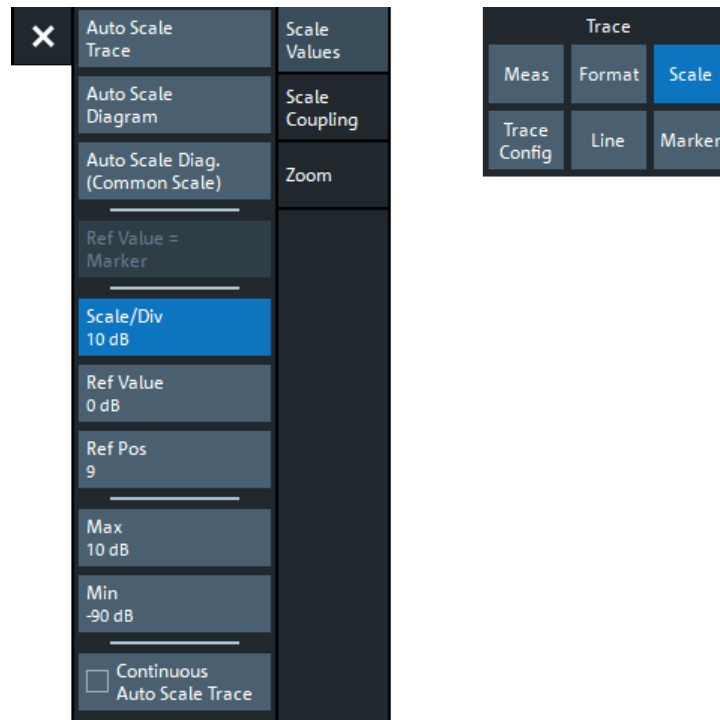 Auto Scale
Trace
Auto Scale
Diagram
Auto Scale Diag.
(Common Scale)
Ref Value =
Marker
Scale/Div
10 dB
Ref Value
0 dB
Ref Pos
9
Max
10 dB
Min
-90 dB
Continuous
Auto Scale Trace
Scale
Values
Scale
Coupling
Zoom
Trace
Meas
Format
Scale
Trace
Config
Line
Marker